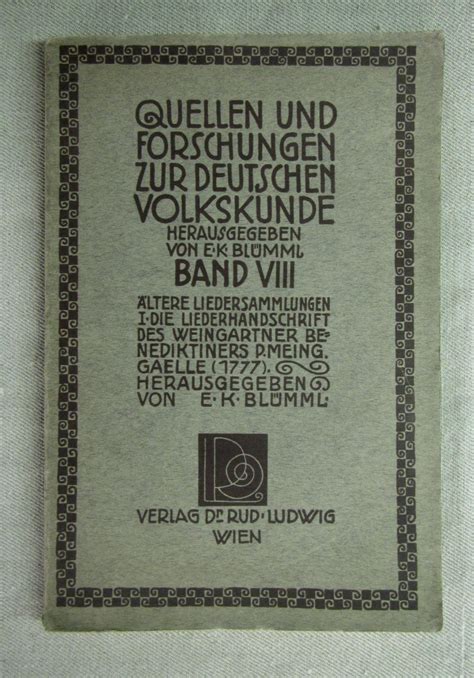 QUELLEN UND
FORSCHUNGEN
ZUR DEUTSCHEN
VOLKSKUNDE
HERAUSGEGEBEN
VON E·K·BLÜMML
BAND VIII
ÄLTERE LIEDERSAMMLUNGEN
I·DIE LIEDERHANDSCHRIFT
DES WEINGARTNER BE-
NEDIKTINERS P.MEING.
GAELLE (1777).
HERAUSGEGEBEN
VON E·K·BLÜMML·
VERLAG DR RUD·LUDWIG
WIEN